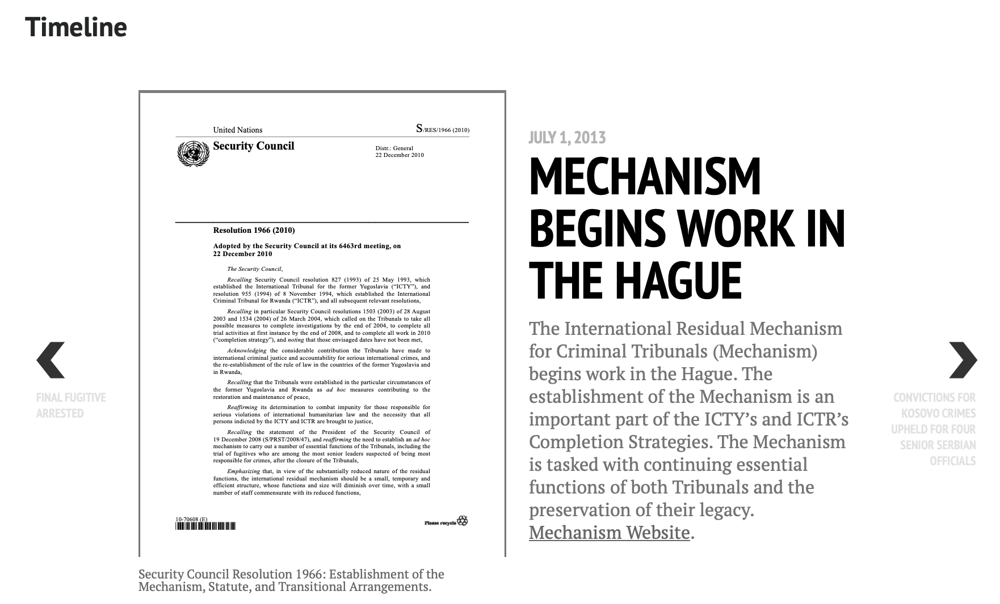 Timeline
United Nations
S/RES/1966 (2010)
Security Council
Distr.: General
22 December 2010
Resolution 1966 (2010)
Adopted by the Security Council at its 6463rd meeting, on
22 December 2010
The Security Council,
Recalling Security Council resolution 827 (1993) of 25 May 1993, which
established the International Tribunal for the former Yugoslavia (“ICTY”), and
resolution 955 (1994) of 8 November 1994, which established the International
Criminal Tribunal for Rwanda (“ICTR”), and all subsequent relevant resolutions,
Recalling in particular Security Council resolutions 1503 (2003) of 28 August
2003 and 1534 (2004) of 26 March 2004, which called on the Tribunals to take all
possible measures to complete investigations by the end of 2004, to complete all
trial activities at first instance by the end of 2008, and to complete all work in 2010
(“completion strategy”), and noting that those envisaged dates have not been met,
Acknowledging the considerable contribution the Tribunals have made to
international criminal justice and accountability for serious international crimes, and
the re-establishment of the rule of law in the countries of the former Yugoslavia and
in Rwanda,
Recalling that the Tribunals were established in the particular circumstances of
the former Yugoslavia and Rwanda as ad hoc measures contributing to the
restoration and maintenance of peace,
Reaffirming its determination to combat impunity for those responsible for
serious violations of international humanitarian law and the necessity that all
persons indicted by the ICTY and ICTR are brought to justice,
Recalling the statement of the President of the Security Council of
19 December 2008 (S/PRST/2008/47), and reaffirming the need to establish an ad hoc
mechanism to carry out a number of essential functions of the Tribunals, including the
trial of fugitives who are among the most senior leaders suspected of being most
responsible for crimes, after the closure of the Tribunals,
Emphasizing that, in view of the substantially reduced nature of the residual
functions, the international residual mechanism should be a small, temporary and
efficient structure, whose functions and size will diminish over time, with a small
number of staff commensurate with its reduced functions,
10-70608 (E)
Please recycle
Security Council Resolution 1966: Establishment of the
Mechanism, Statute, and Transitional Arrangements.
JULY 1, 2013
MECHANISM
BEGINS WORK IN
THE HAGUE
The International Residual Mechanism
for Criminal Tribunals (Mechanism)
begins work in the Hague. The
establishment of the Mechanism is an
important part of the ICTY’s and ICTR’s
Completion Strategies. The Mechanism
is tasked with continuing essential
functions of both Tribunals and the
preservation of their legacy.
Mechanism Website.
FINAL FUGITIVE
ARRESTED
CONVICTIONS FOR
KOSOVO CRIMES
UPHELD FOR FOUR
SENIOR SERBIAN
OFFICIALS